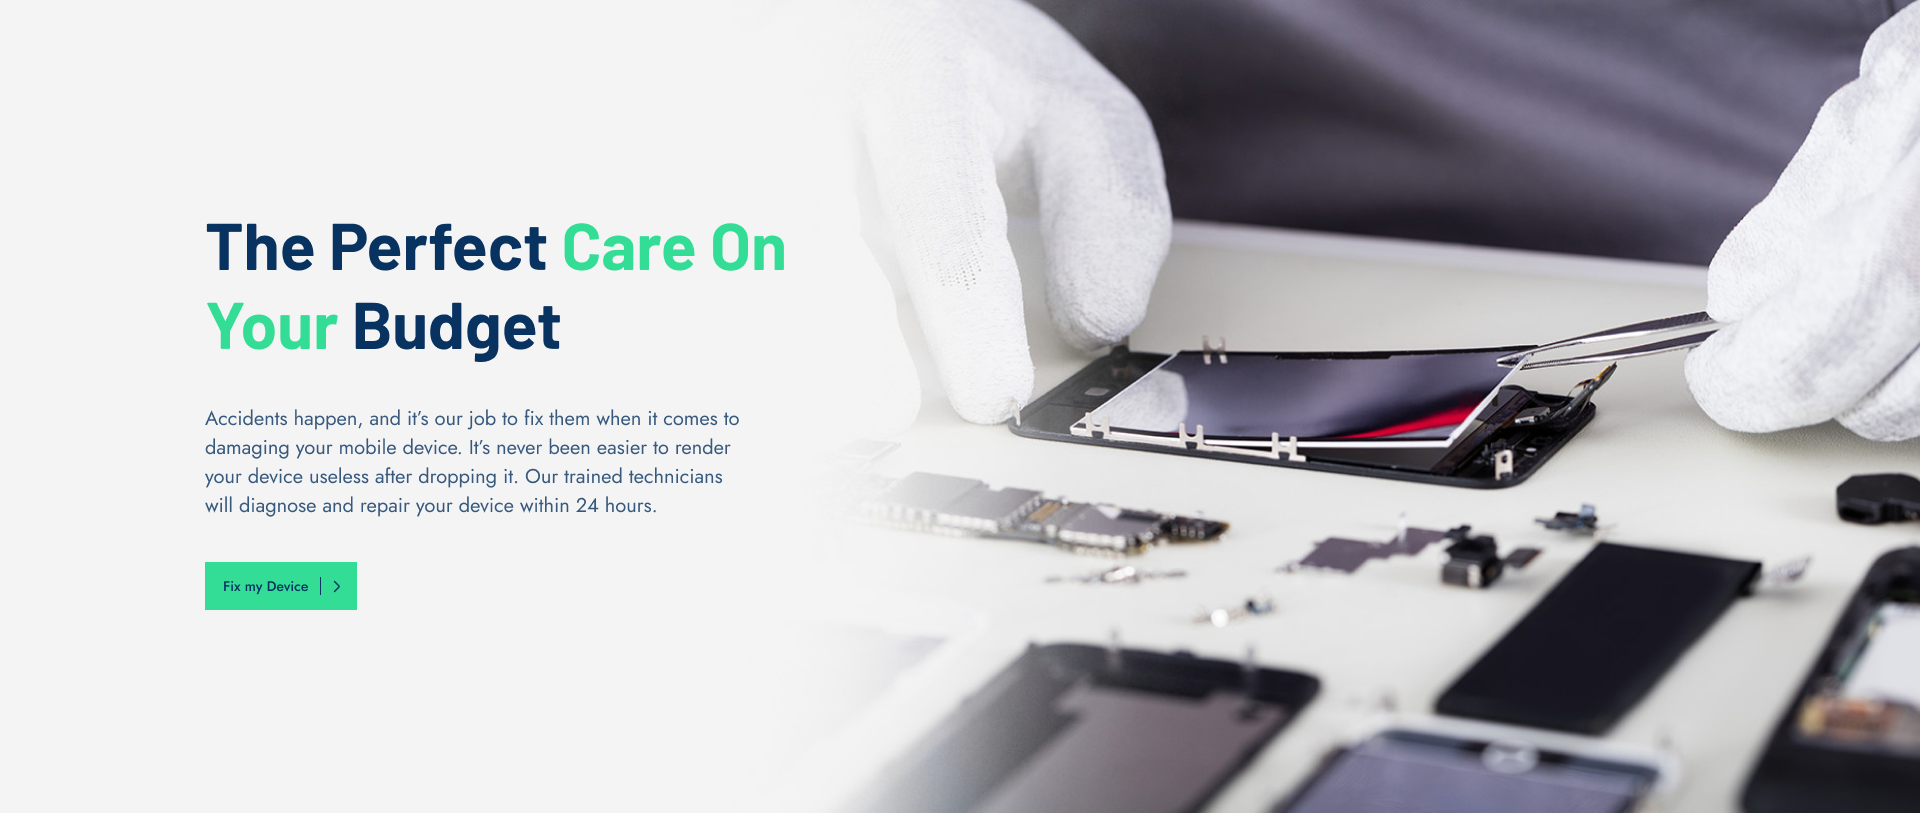 The Perfect Care On
Your Budget
Accidents happen, and it’s our job to fix them when it comes to
damaging your mobile device. It’s never been easier to render
your device useless after dropping it. Our trained technicians
will diagnose and repair your device within 24 hours.
Fix my Device